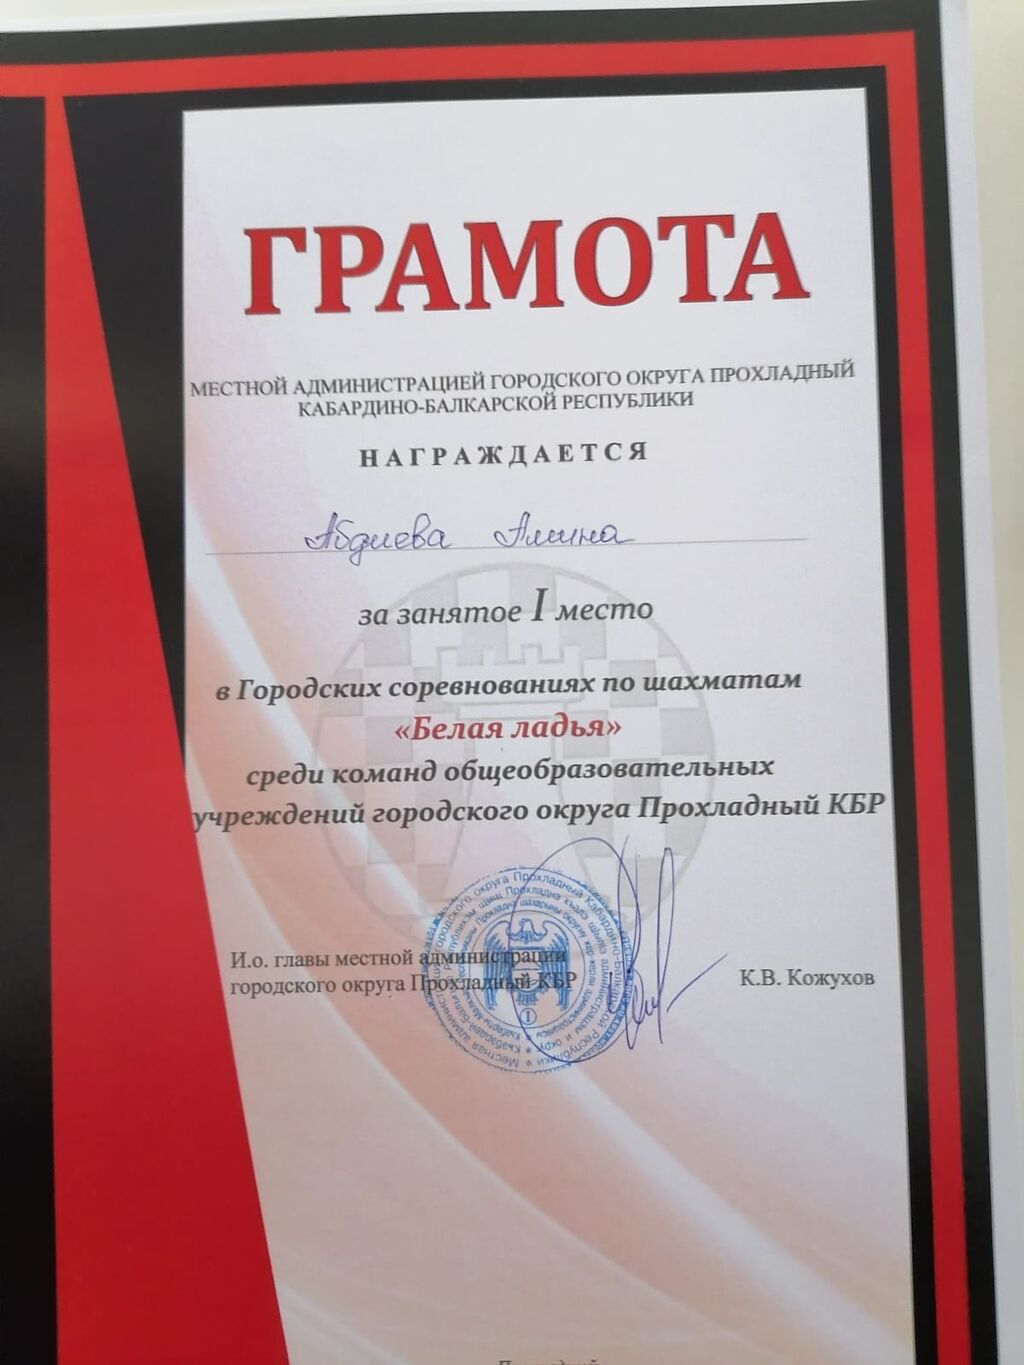 ГРАМОТА
МЕСТНОЙ АДМИНИСТРАЦИЕЙ ГОРОДСКОГО ОКРУГА ПРОХЛАДНЫЙ
КАБАРДИНО-БАЛКАРСКОЙ РЕСПУБЛИКИ
НАГРАЖДАЕТСЯ
Абдиева Алина
за занятое I место
в Городских соревнованиях по шахматам
«Белая ладья»
среди команд общеобразовательных
учреждений городского округа Прохладный КБР
И.о. главы местной администрации
городского округа Прохладный КБР
К.В. Кожухов